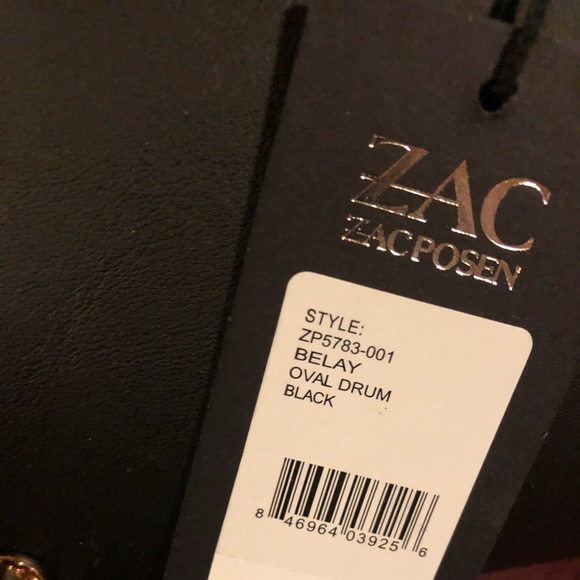 ZAC
ZAC POSEN
STYLE:
ZP5783-001
BELAY
OVAL DRUM
BLACK
8 46964 03925 6